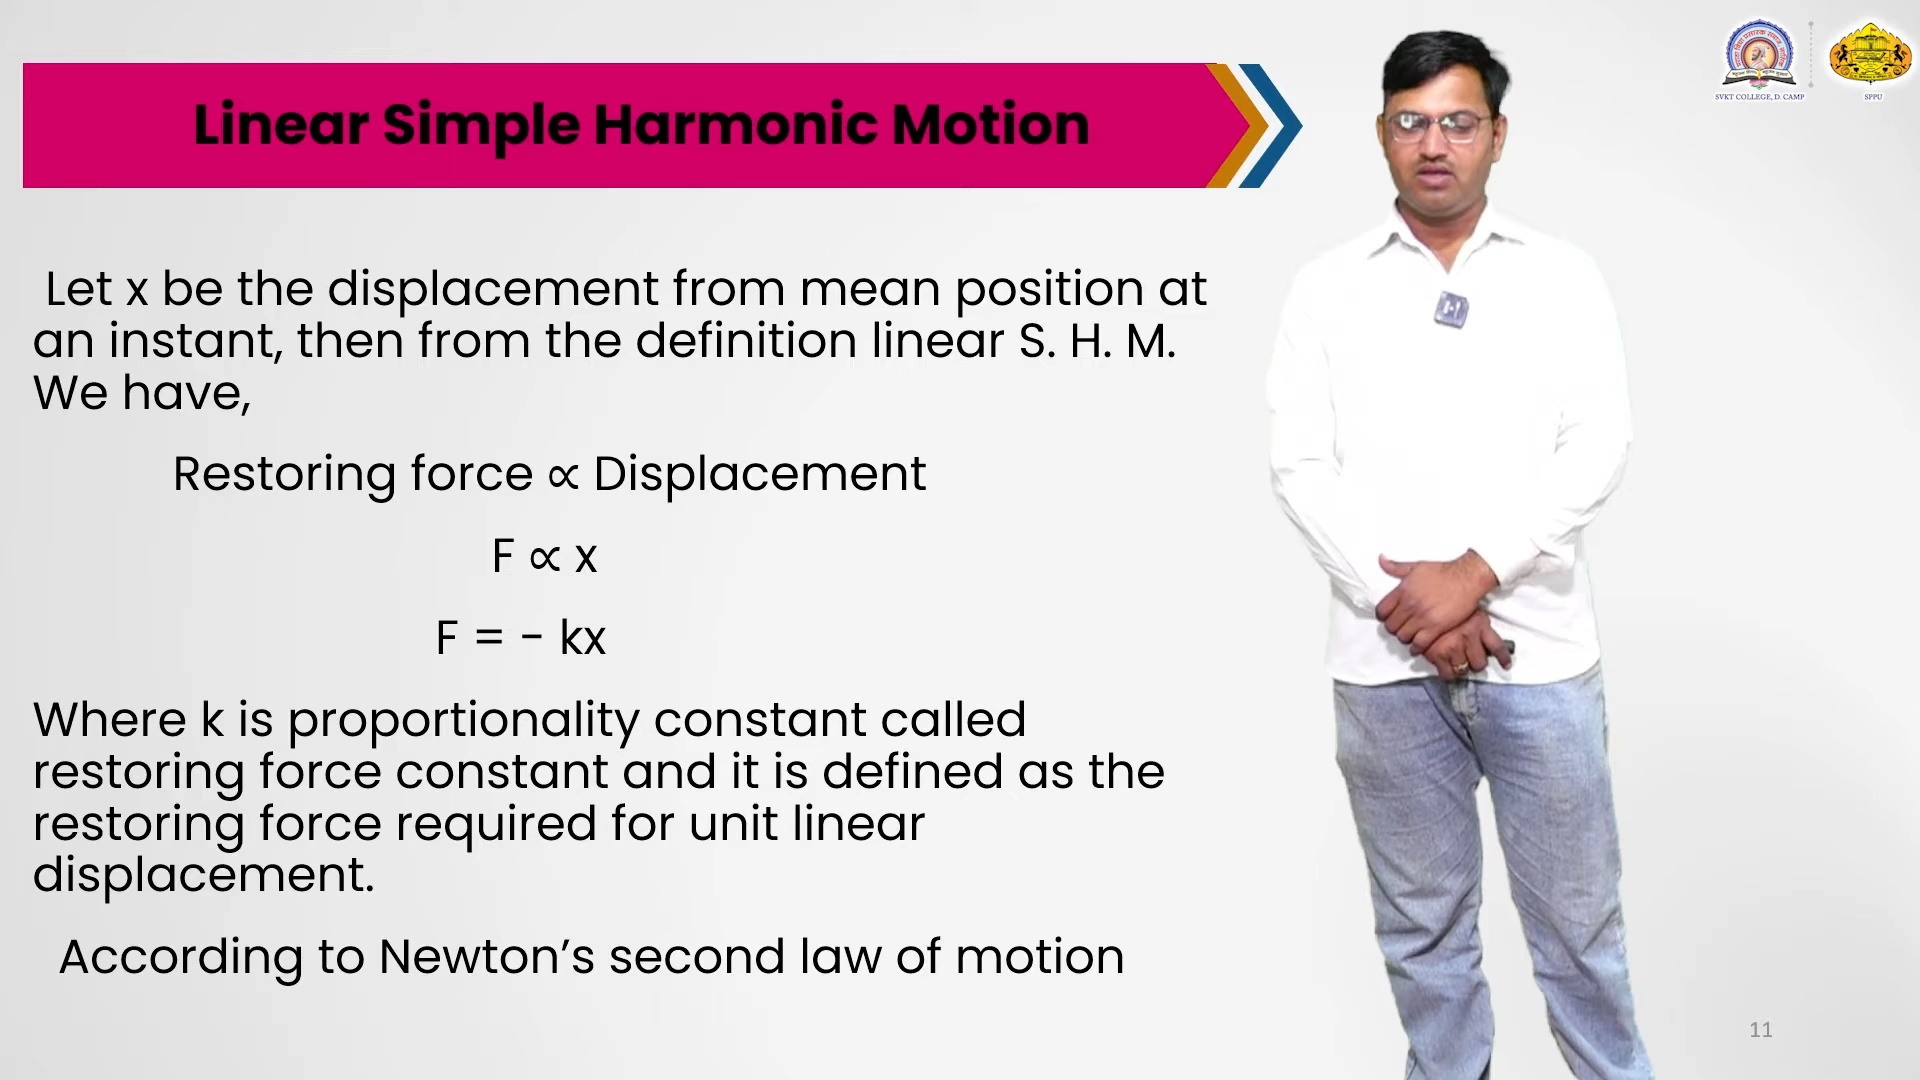 Linear Simple Harmonic Motion
SVKT COLLEGE, D. CAMP
SPPU
Let x be the displacement from mean position at
an instant, then from the definition linear S. H. M.
We have,
Restoring force ∝ Displacement
F ∝ x
F = - kx
Where k is proportionality constant called
restoring force constant and it is defined as the
restoring force required for unit linear
displacement.
According to Newton’s second law of motion
11